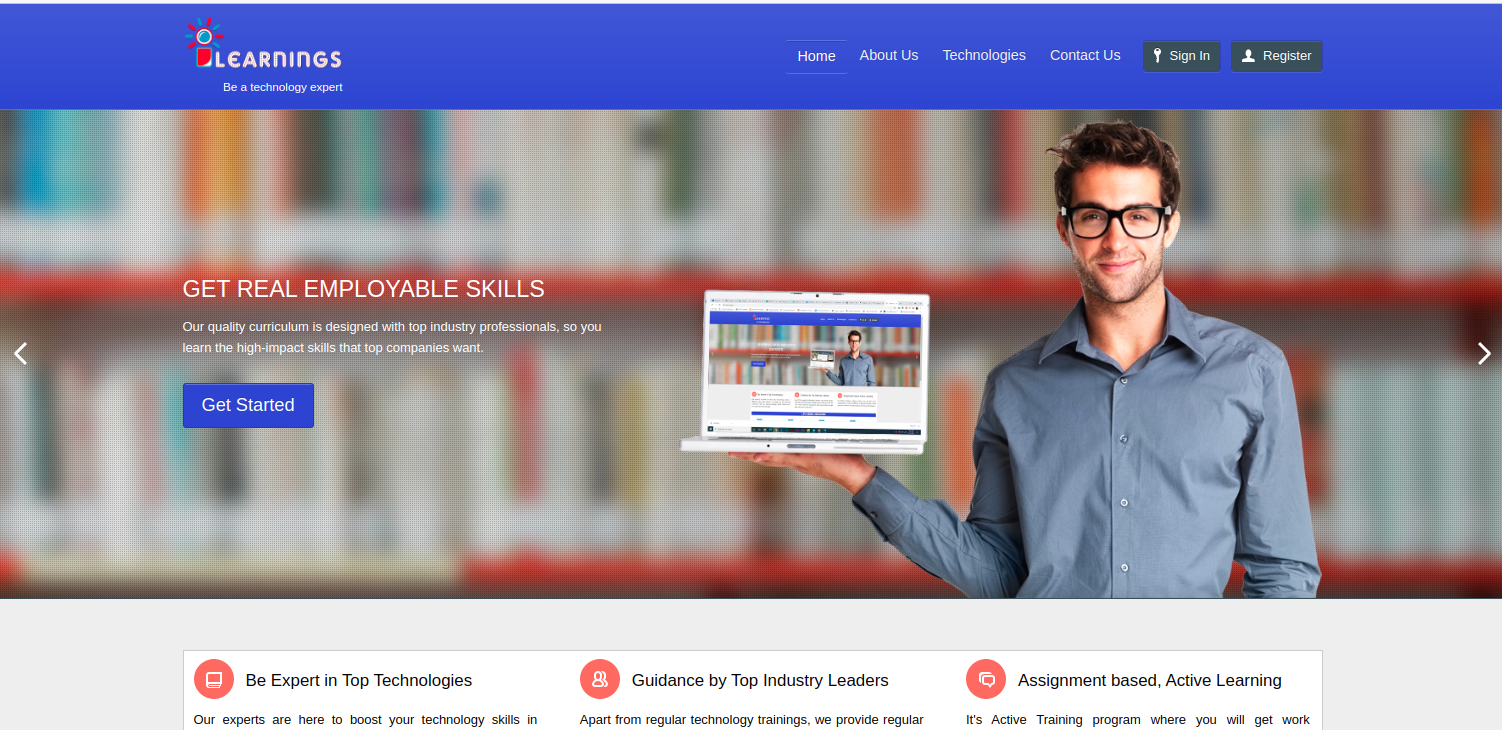 LEARNINGS
Be a technology expert
Home About Us Technologies Contact Us Sign In Register
GET REAL EMPLOYABLE SKILLS
Our quality curriculum is designed with top industry professionals, so you
learn the high-impact skills that top companies want.
Get Started
Be Expert in Top Technologies
Our experts are here to boost your technology skills in
Guidance by Top Industry Leaders
Apart from regular technology trainings, we provide regular
Assignment based, Active Learning
It's Active Training program where you will get work